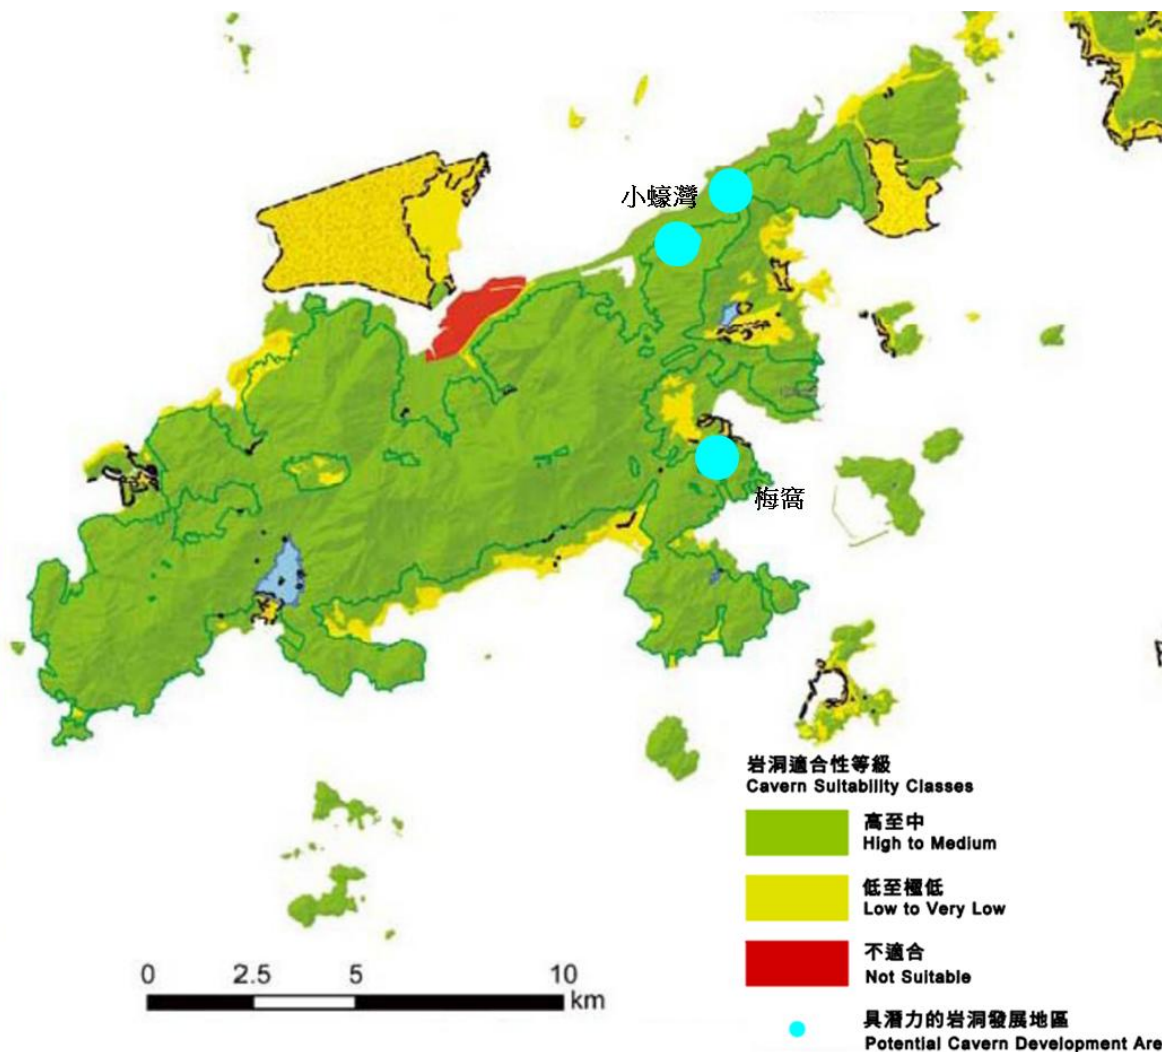 小蠔灣
梅窩
岩洞適合性等級
Cavern Suitability Classes
高至中
High to Medium
低至極低
Low to Very Low
不適合
Not Suitable
具潛力的岩洞發展地區
Potential Cavern Development Area
0 2.5 5 10
km